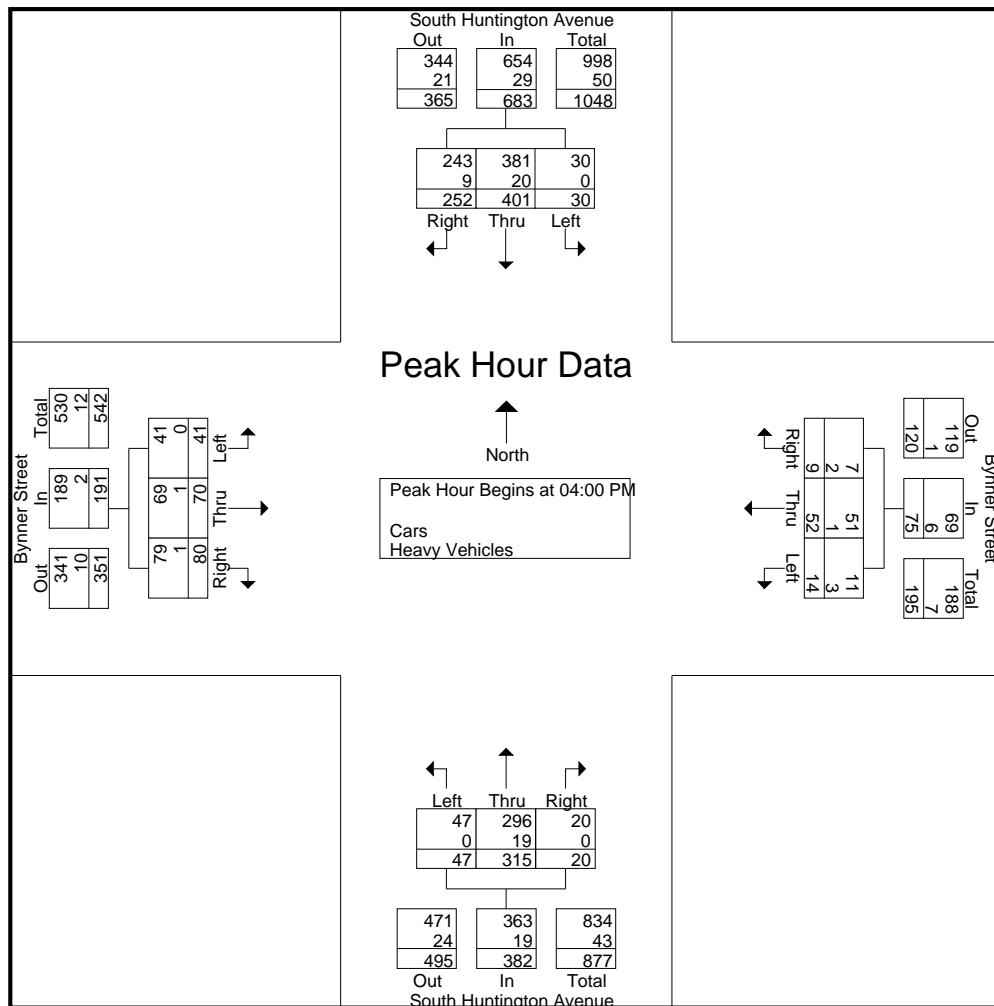 South Huntington Avenue
Out In Total
344 654 998
21 29 50
365 683 1048
243 381 30
9 20 0
252 401 30
Right Thru Left
Peak Hour Data
North
Peak Hour Begins at 04:00 PM
Cars
Heavy Vehicles
Bynner Street
Out In Total
341 189 530
10 2 12
351 191 542
41 69 79
0 1 1
41 70 80
Left Thru Right
Bynner Street
Out In Total
119 69 188
1 6 7
120 75 195
7 51 11
2 1 3
9 52 14
Right Thru Left
Left Thru Right
47 296 20
0 19 0
47 315 20
471 363 834
24 19 43
495 382 877
Out In Total
South Huntington Avenue